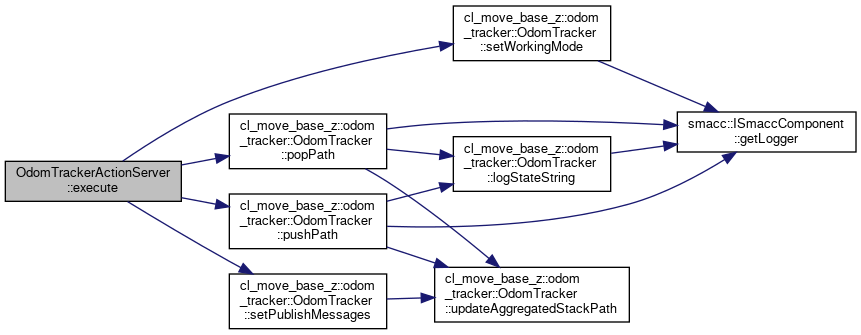 OdomTrackerActionServer
::execute
cl_move_base_z::odom
_tracker::OdomTracker
::setWorkingMode
cl_move_base_z::odom
_tracker::OdomTracker
::popPath
cl_move_base_z::odom
_tracker::OdomTracker
::pushPath
cl_move_base_z::odom
_tracker::OdomTracker
::setPublishMessages
cl_move_base_z::odom
_tracker::OdomTracker
::logStateString
cl_move_base_z::odom
_tracker::OdomTracker
::updateAggregatedStackPath
smacc::ISmaccComponent
::getLogger